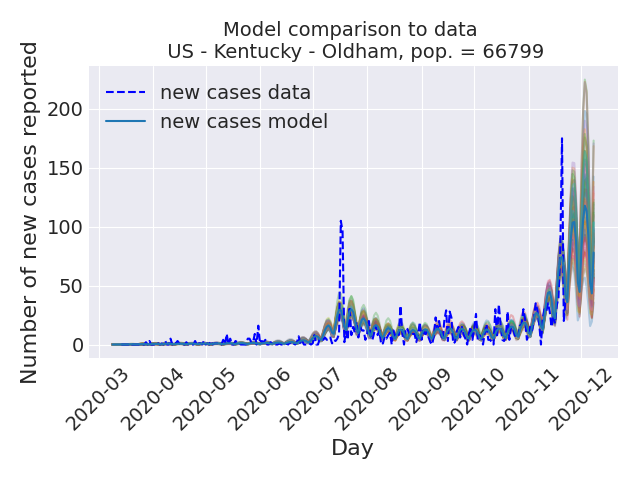 Model comparison to data
US - Kentucky - Oldham, pop. = 66799
Number of new cases reported
200
150
100
50
0
new cases data
new cases model
2020-03
2020-04
2020-05
2020-06
2020-07
2020-08
2020-09
2020-10
2020-11
2020-12
Day